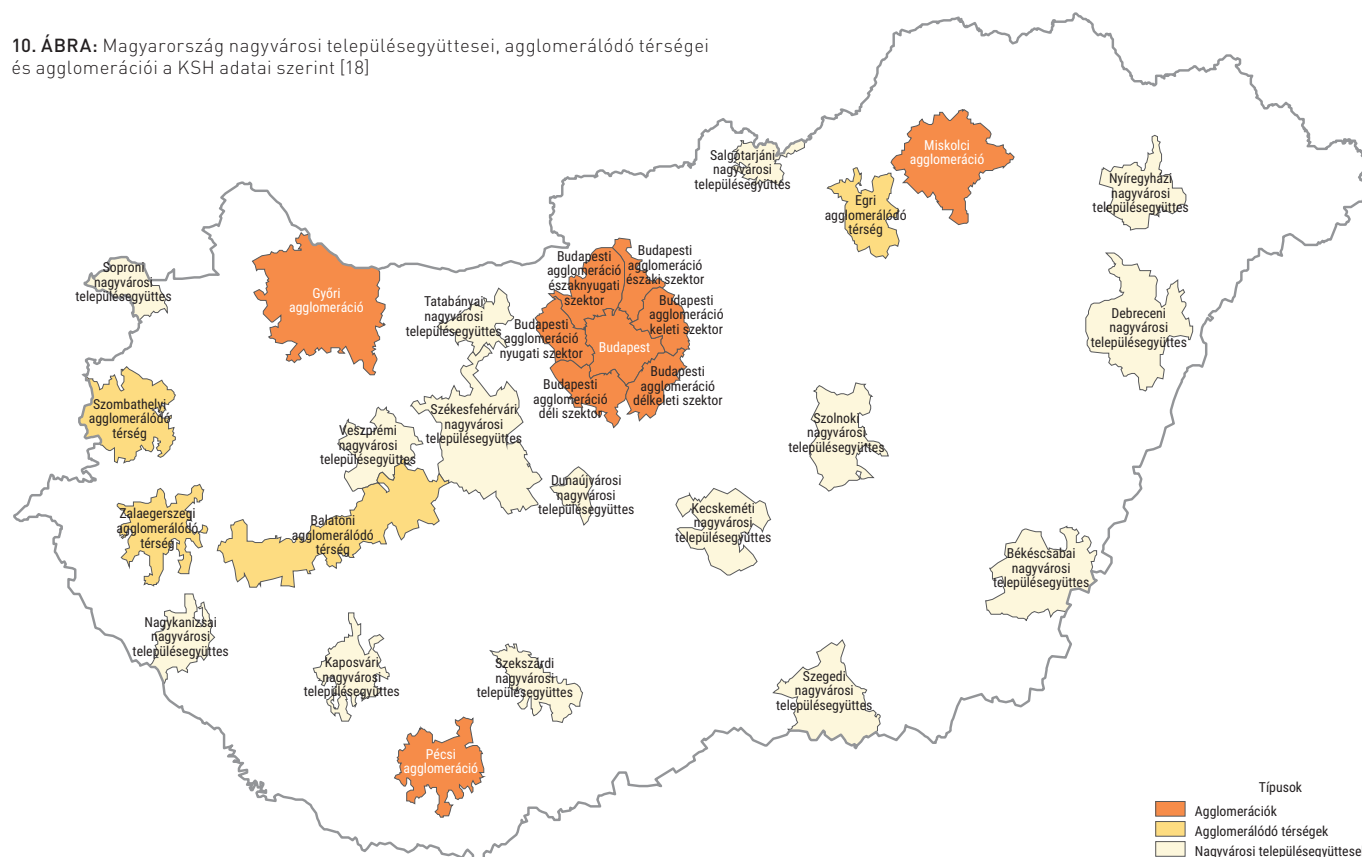 10. ÁBRA: Magyarország nagyvárosi településegyüttesei, agglomerálódó térségei
és agglomerációi a KSH adatai szerint [18]
Salgótarjáni
nagyvárosi
településegyüttes
Miskolci
agglomeráció
Nyíregyházi
nagyvárosi
településegyüttes
Egri
agglomerálódó
térség
Soproni
nagyvárosi
településegyüttes
Győri
agglomeráció
Tatabányai
nagyvárosi
településegyüttes
Budapesti
agglomeráció
északnyugati
szektor
Budapesti
agglomeráció
északi szektor
Budapesti
agglomeráció
keleti szektor
Budapesti
agglomeráció
nyugati szektor
Budapest
Budapesti
agglomeráció
déli szektor
Budapesti
agglomeráció
délkeleti szektor
Debreceni
nagyvárosi
településegyüttes
Szombathelyi
agglomerálódó
térség
Veszprémi
nagyvárosi
településegyüttes
Székesfehérvári
nagyvárosi
településegyüttes
Szolnoki
nagyvárosi
településegyüttes
Dunaújvárosi
nagyvárosi
településegyüttes
Kecskeméti
nagyvárosi
településegyüttes
Zalaegerszegi
agglomerálódó
térség
Balatoni
agglomerálódó
térség
Békéscsabai
nagyvárosi
településegyüttes
Nagykanizsai
nagyvárosi
településegyüttes
Kaposvári
nagyvárosi
településegyüttes
Szekszárdi
nagyvárosi
településegyüttes
Szegedi
nagyvárosi
településegyüttes
Pécsi
agglomeráció
Típusok
Agglomerációk
Agglomerálódó térségek
Nagyvárosi településegyüttese